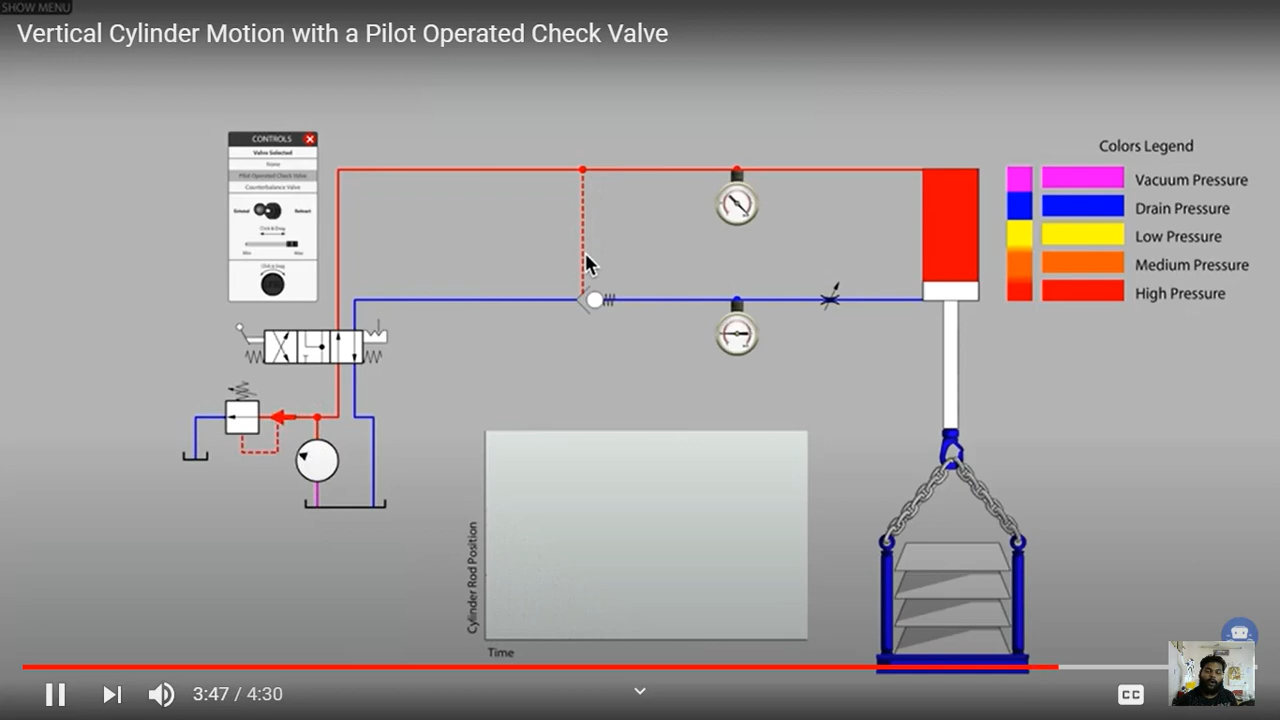 SHOW MENU
Vertical Cylinder Motion with a Pilot Operated Check Valve
CONTROLS
Valve Selected
None
Pilot Operated Check Valve
Counterbalance Valve
Extend Retract
Click & Drag
Min Max
Click & Drag
Colors Legend
Vacuum Pressure
Drain Pressure
Low Pressure
Medium Pressure
High Pressure
Cylinder Rod Position
Time
3:47 / 4:30
CC